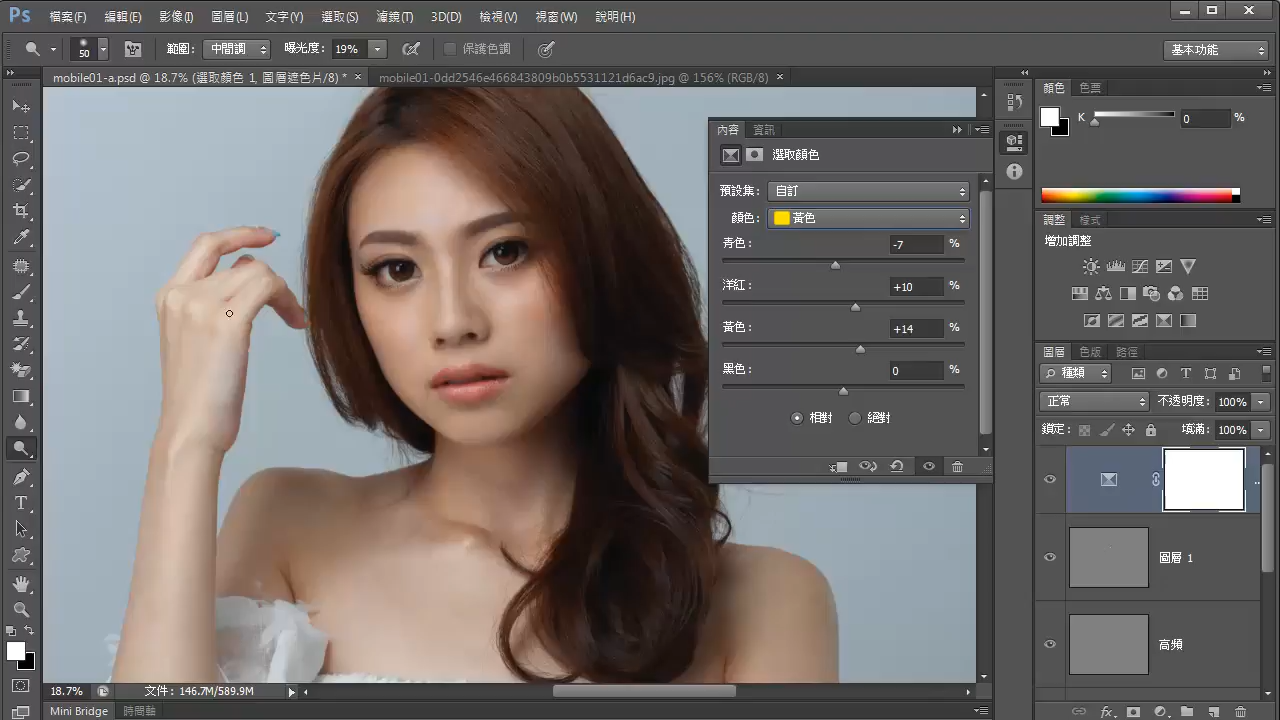 Ps 檔案(F) 編輯(E) 影像(I) 圖層(L) 文字(Y) 選取(S) 濾鏡(T) 3D(D) 檢視(V) 視窗(W) 說明(H)
50 範圍: 中間調 曝光度: 19% 保護色調 基本功能
mobile01-a.psd @ 18.7% (選取顏色 1, 圖層遮色片/8) * × mobile01-0dd2546e466843809b0b5531121d6ac9.jpg @ 156% (RGB/8) ×
顏色 色票
K 0 %
內容 資訊
選取顏色
預設集: 自訂
顏色: 黃色
青色: -7 %
洋紅: +10 %
黃色: +14 %
黑色: 0 %
相對 絕對
調整 樣式
增加調整
圖層 色版 路徑
種類
正常 不透明度: 100%
鎖定: 填滿: 100%
圖層 1
高頻
18.7% 文件: 146.7M/589.9M
Mini Bridge 時間軸